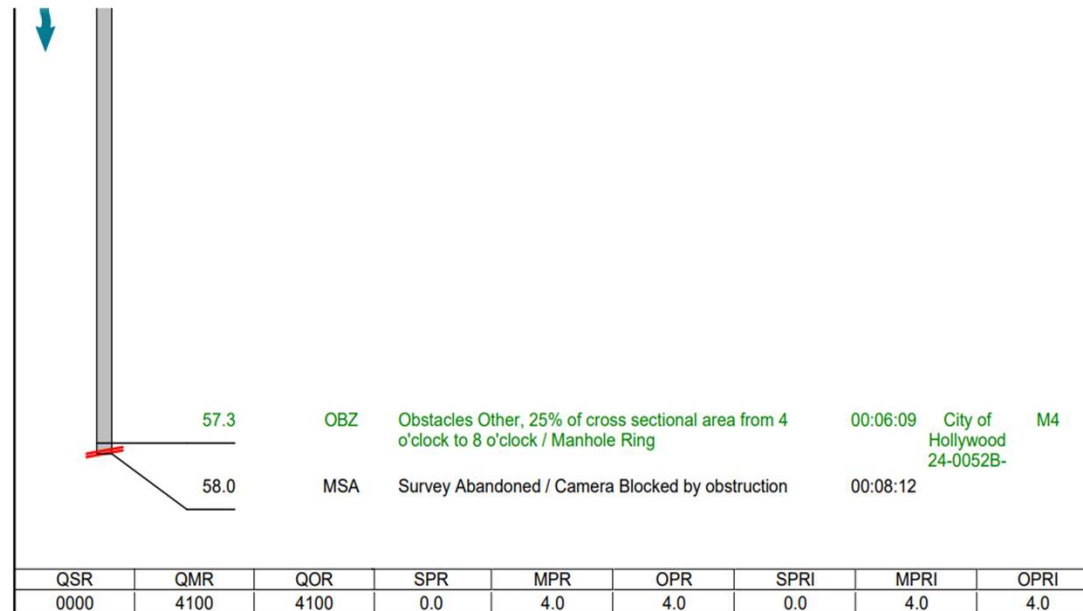 57.3 OBZ Obstacles Other, 25% of cross sectional area from 4 00:06:09 City of M4
o'clock to 8 o'clock / Manhole Ring Hollywood
24-0052B-
58.0 MSA Survey Abandoned / Camera Blocked by obstruction 00:08:12
QSR QMR QOR SPR MPR OPR SPRI MPRI OPRI
0000 4100 4100 0.0 4.0 4.0 0.0 4.0 4.0